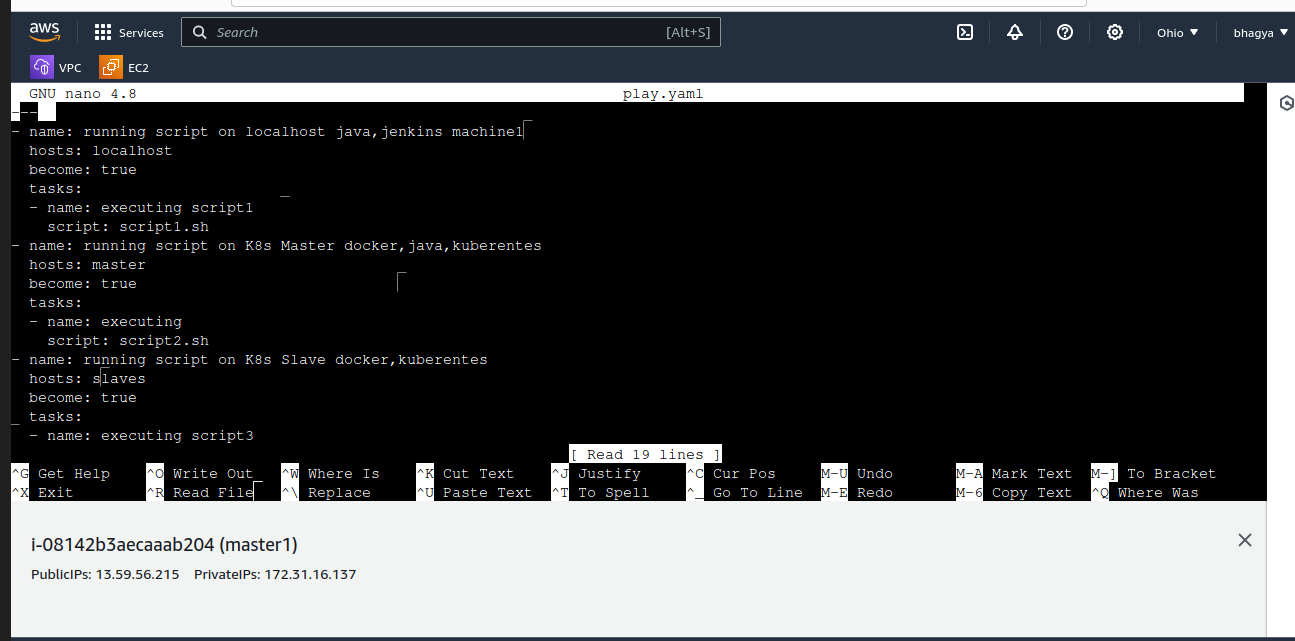 aws
Services
Search
[Alt+S]
Ohio ▼
bhagya ▼
VPC
EC2
GNU nano 4.8 play.yaml
---
- name: running script on localhost java,jenkins machine1
  hosts: localhost
  become: true
  tasks:
  - name: executing script1
    script: script1.sh
- name: running script on K8s Master docker,java,kuberentes
  hosts: master
  become: true
  tasks:
  - name: executing
    script: script2.sh
- name: running script on K8s Slave docker,kuberentes
  hosts: slaves
  become: true
  tasks:
  - name: executing script3
[ Read 19 lines ]
^G Get Help ^O Write Out ^W Where Is ^K Cut Text ^J Justify ^C Cur Pos M-U Undo M-A Mark Text M-] To Bracket
^X Exit ^R Read File ^\ Replace ^U Paste Text ^T To Spell ^_ Go To Line M-E Redo M-6 Copy Text ^Q Where Was
i-08142b3aecaaab204 (master1)
PublicIPs: 13.59.56.215 PrivateIPs: 172.31.16.137